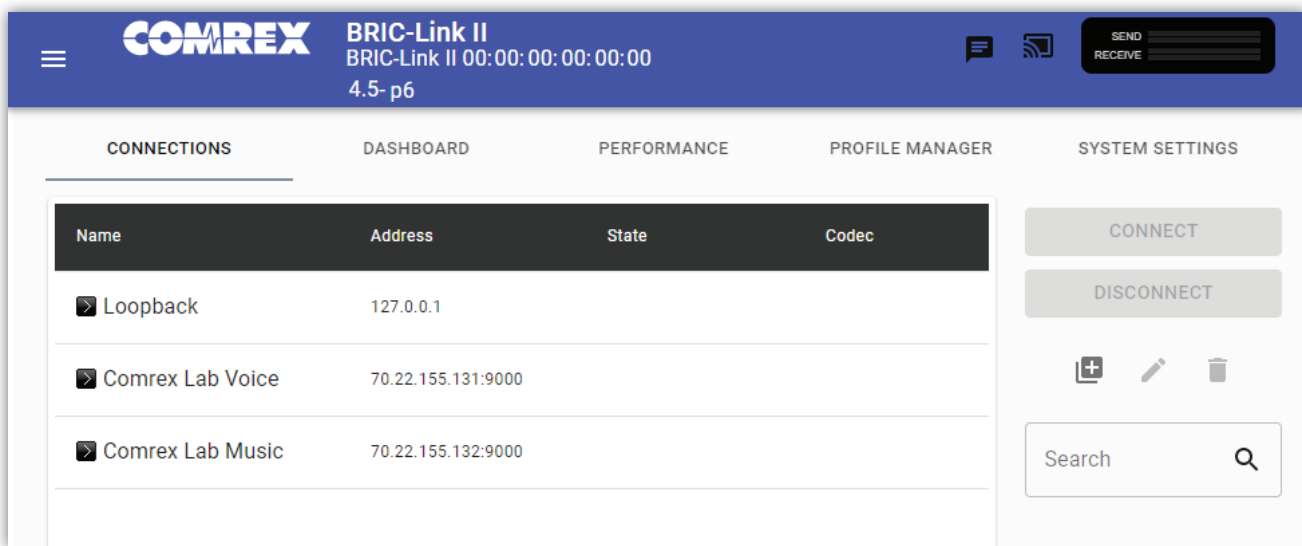 COMREX
BRIC-Link II
BRIC-Link II 00:00:00:00:00:00
4.5-p6
SEND
RECEIVE
CONNECTIONS DASHBOARD PERFORMANCE PROFILE MANAGER SYSTEM SETTINGS
Name Address State Codec
Loopback 127.0.0.1
Comrex Lab Voice 70.22.155.131:9000
Comrex Lab Music 70.22.155.132:9000
CONNECT
DISCONNECT
Search